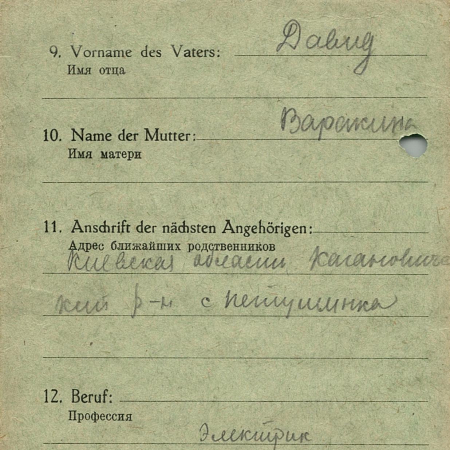 9. Vorname des Vaters: Давид
Имя отца
10. Name der Mutter: Варакина
Имя матери
11. Anschrift der nächsten Angehörigen:
Адрес ближайших родственников
Киевская области Кагановиче
кий р-н с петушинка
12. Beruf:
Профессия
Электрик